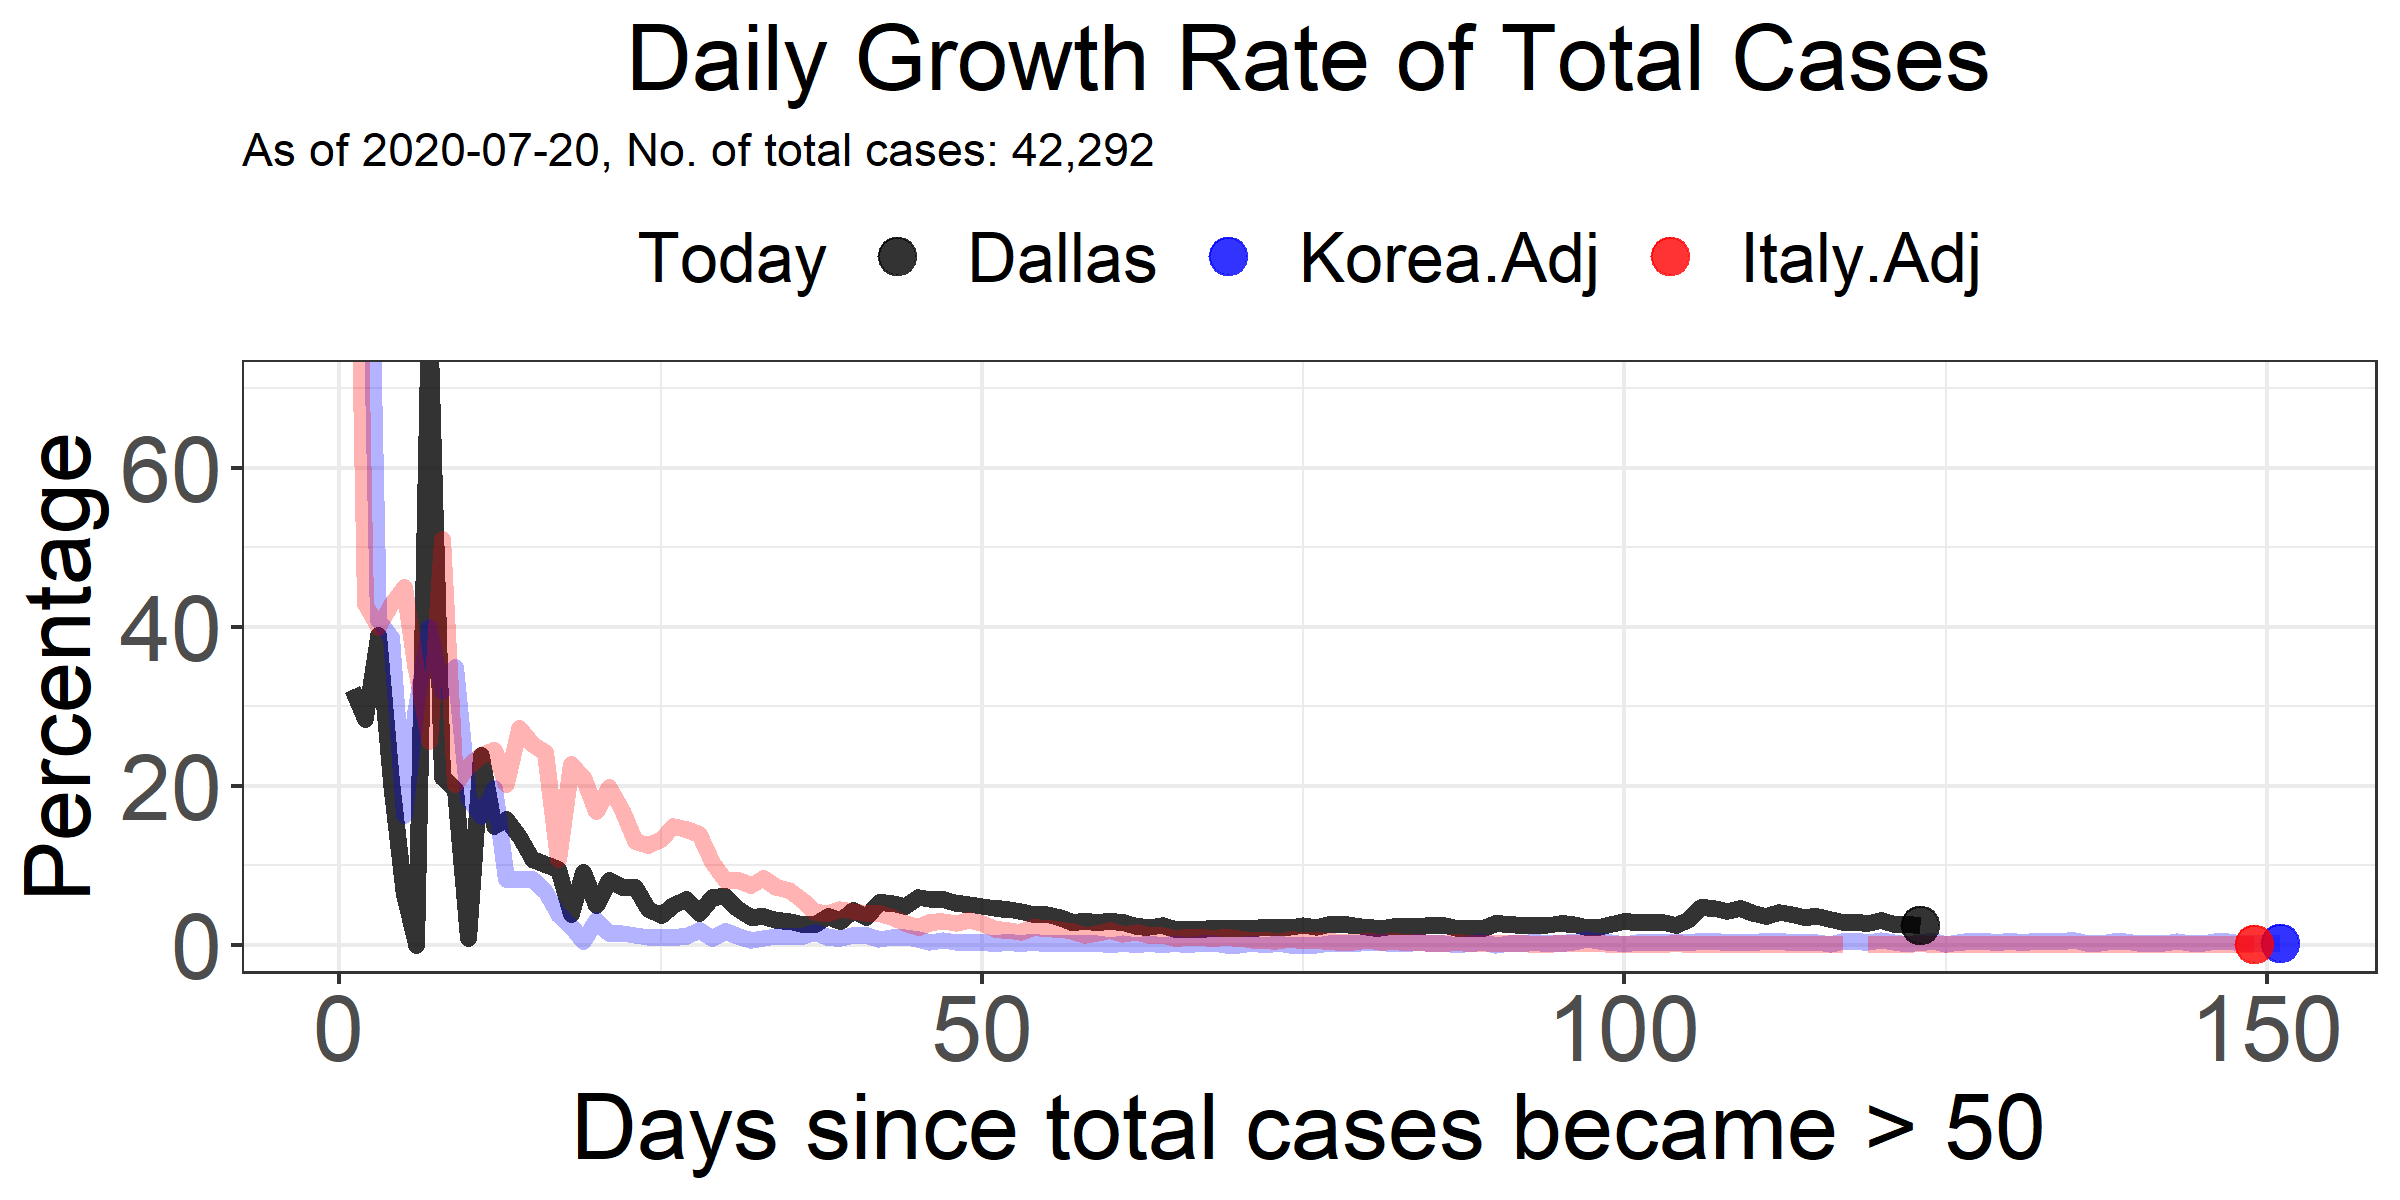 Daily Growth Rate of Total Cases
As of 2020-07-20, No. of total cases: 42,292
Today Dallas Korea.Adj Italy.Adj
Percentage
60
40
20
0
0 50 100 150
Days since total cases became > 50